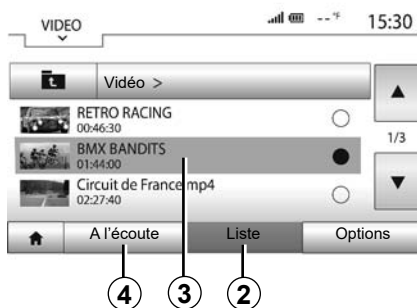 VIDEO
--°F
15:30
Vidéo >
RETRO RACING
00:46:30
BMX BANDITS
01:44:00
1/3
Circuit de France mp4
02:27:40
A l'écoute
Liste
Options
4
3
2